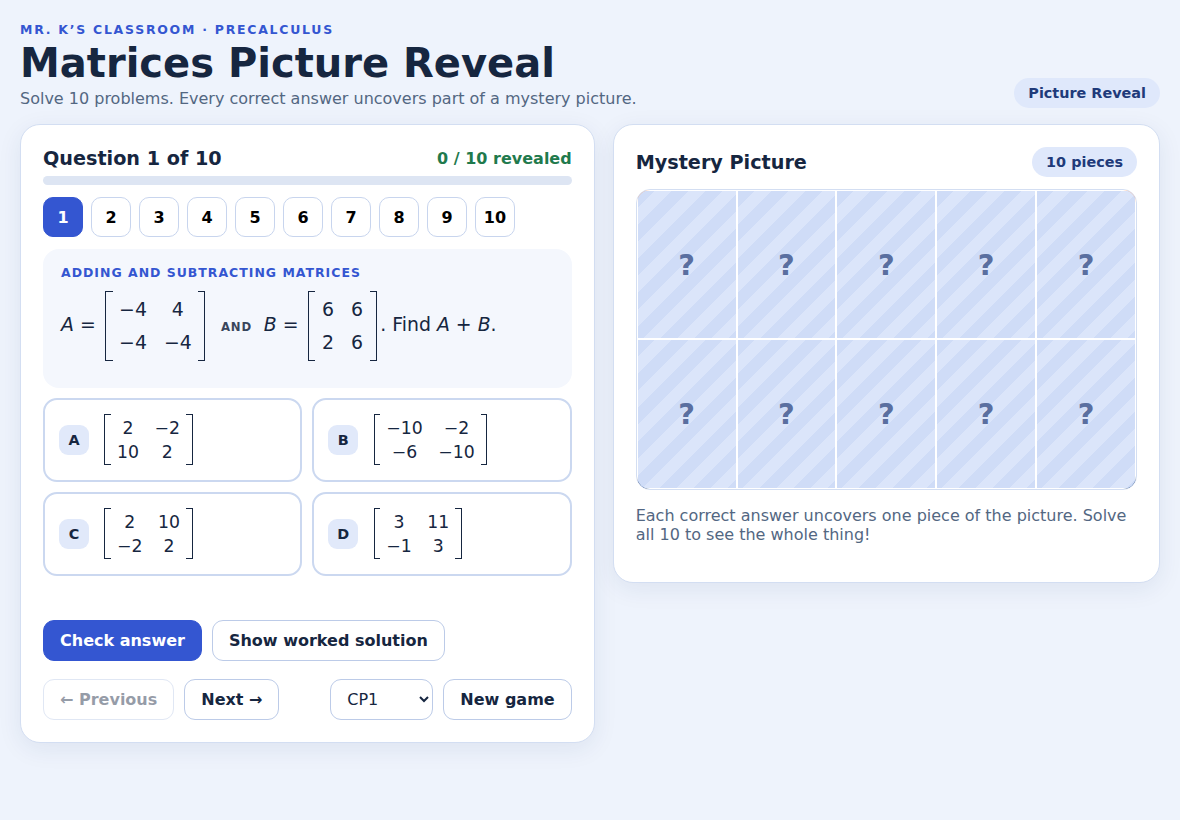 MR. K’S CLASSROOM · PRECALCULUS
Matrices Picture Reveal
Solve 10 problems. Every correct answer uncovers part of a mystery picture.
Picture Reveal
Question 1 of 10
0 / 10 revealed
1 2 3 4 5 6 7 8 9 10
ADDING AND SUBTRACTING MATRICES
A = [−4 4; −4 −4] AND B = [6 6; 2 6]. Find A + B.
A [2 −2; 10 2]
B [−10 −2; −6 −10]
C [2 10; −2 2]
D [3 11; −1 3]
Check answer
Show worked solution
← Previous
Next →
CP1
New game
Mystery Picture
10 pieces
? ? ? ? ?
? ? ? ? ?
Each correct answer uncovers one piece of the picture. Solve
all 10 to see the whole thing!